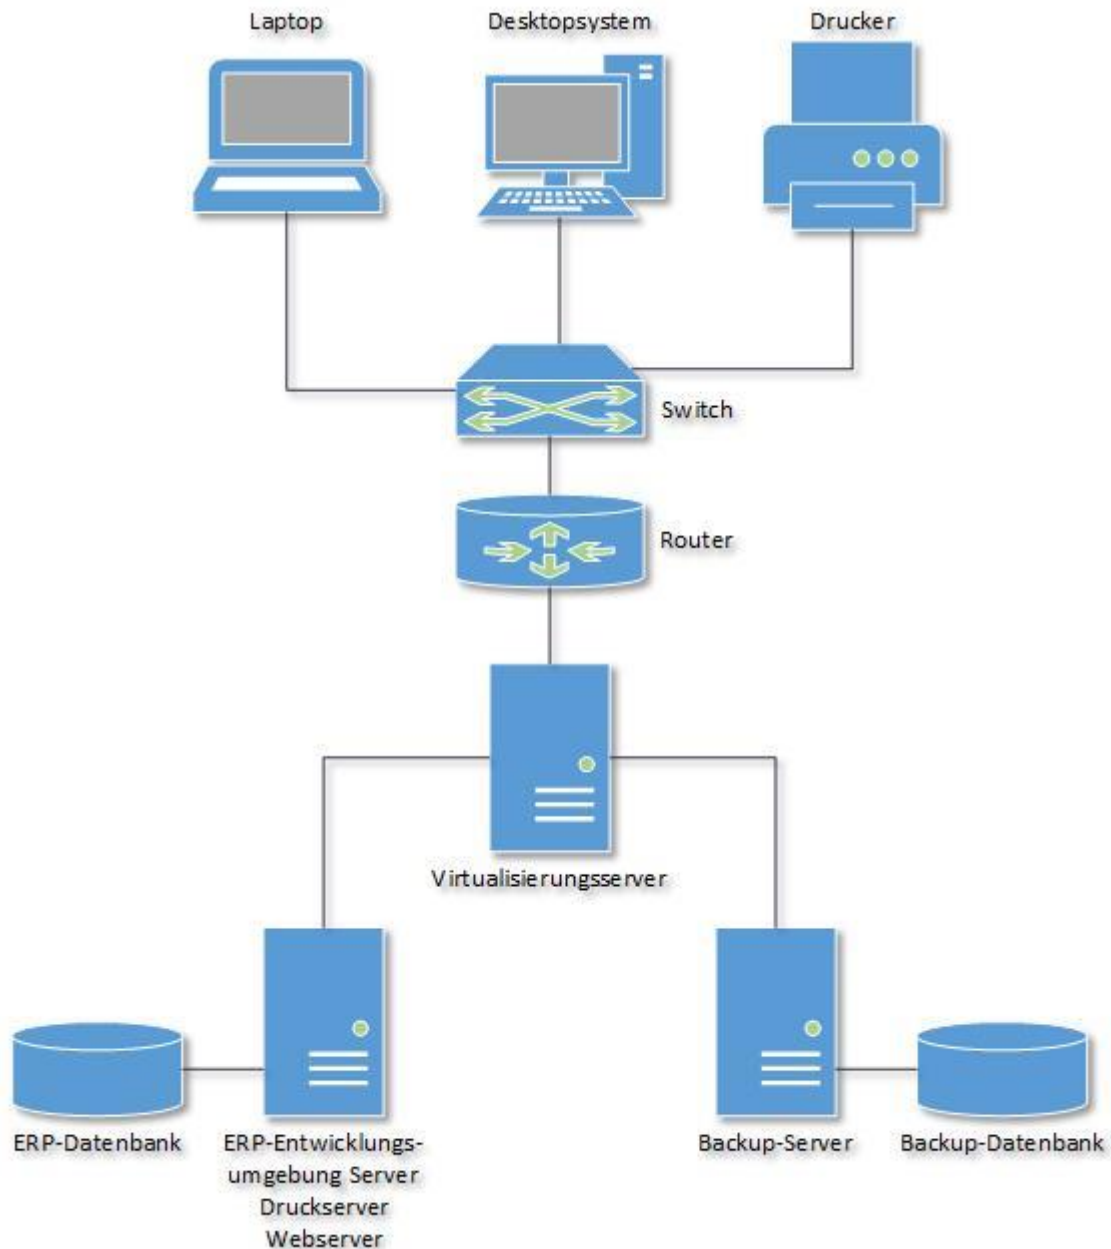 Laptop
Desktopsystem
Drucker
Switch
Router
Virtualisierungsserver
ERP-Datenbank
ERP-Entwicklungs-
umgebung Server
Druckserver
Webserver
Backup-Server
Backup-Datenbank